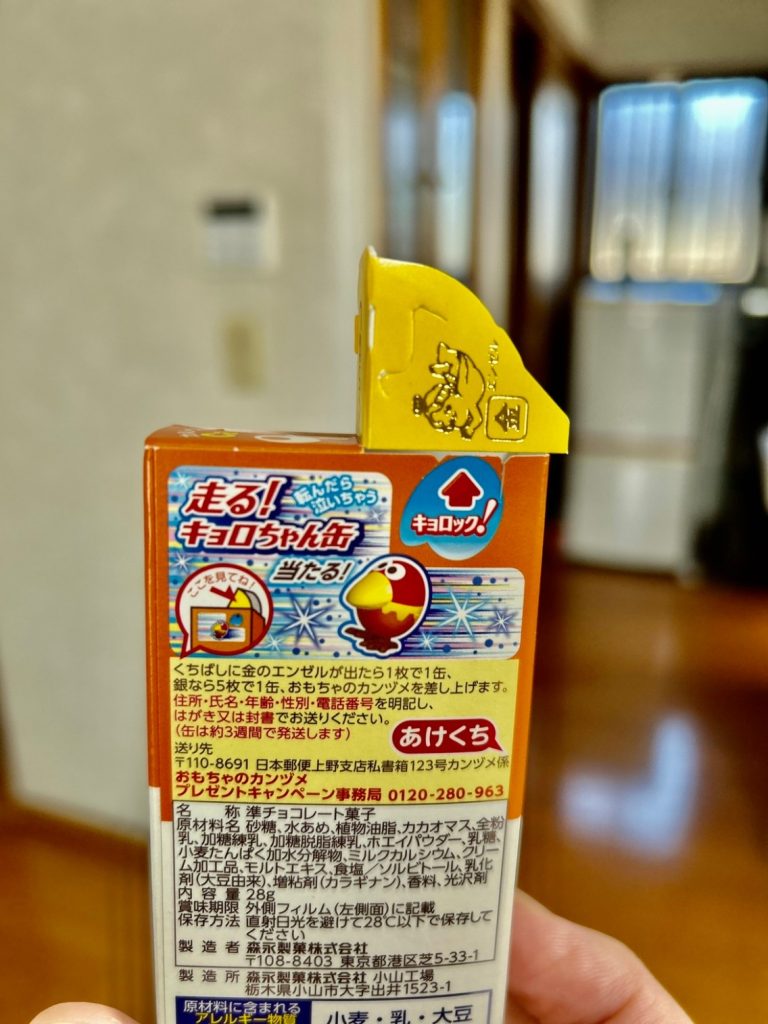 エンゼル
金
走る!
転んだら
泣いちゃう
キョロちゃん缶
当たる!
キョロック!
ここを見てね!
くちばしに金のエンゼルが出たら1枚で1缶、
銀なら5枚で1缶、おもちゃのカンヅメを差し上げます。
住所・氏名・年齢・性別・電話番号を明記し、
はがき又は封書でお送りください。
(缶は約3週間で発送します)
あけくち
送り先
〒110-8691 日本郵便上野支店私書箱123号カンヅメ係
おもちゃのカンヅメ
プレゼントキャンペーン事務局 0120-280-963
名 称 準チョコレート菓子
原材料名 砂糖、水あめ、植物油脂、カカオマス、全粉
乳、加糖練乳、加糖脱脂練乳、ホエイパウダー、乳糖、
小麦たんぱく加水分解物、ミルクカルシウム、クリー
ム加工品、モルトエキス、食塩／ソルビトール、乳化
剤(大豆由来)、増粘剤(カラギナン)、香料、光沢剤
内 容 量 28g
賞味期限 外側フィルム(左側面)に記載
保存方法 直射日光を避けて28℃以下で保存して
ください
製 造 者 森永製菓株式会社
〒108-8403 東京都港区芝5-33-1
製 造 所 森永製菓株式会社 小山工場
栃木県小山市大字出井1523-1
原材料に含まれる
アレルギー物質
小麦・乳・大豆